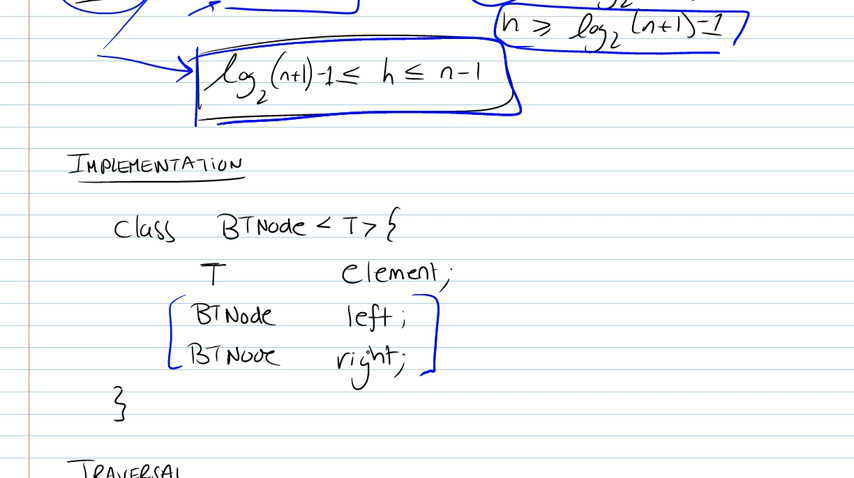 h ≥ log₂(n+1)-1
log₂(n+1)-1 ≤ h ≤ n-1
IMPLEMENTATION
class BTNode < T > {
T element;
BTNode left;
BTNode right;
}
TRAVERSAL